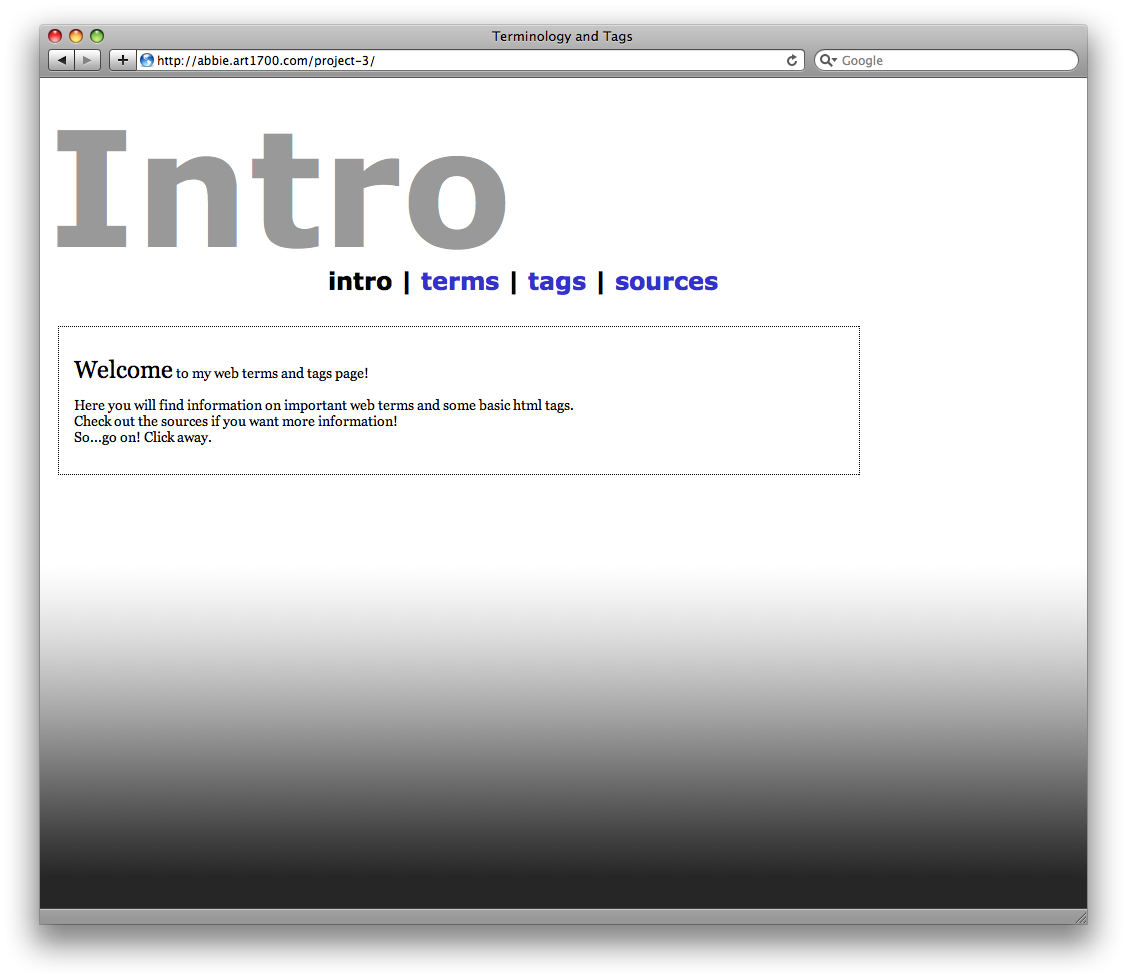 Terminology and Tags
http://abbie.art1700.com/project-3/
Google
Intro
intro | terms | tags | sources
Welcome to my web terms and tags page!
Here you will find information on important web terms and some basic html tags.
Check out the sources if you want more information!
So...go on! Click away.